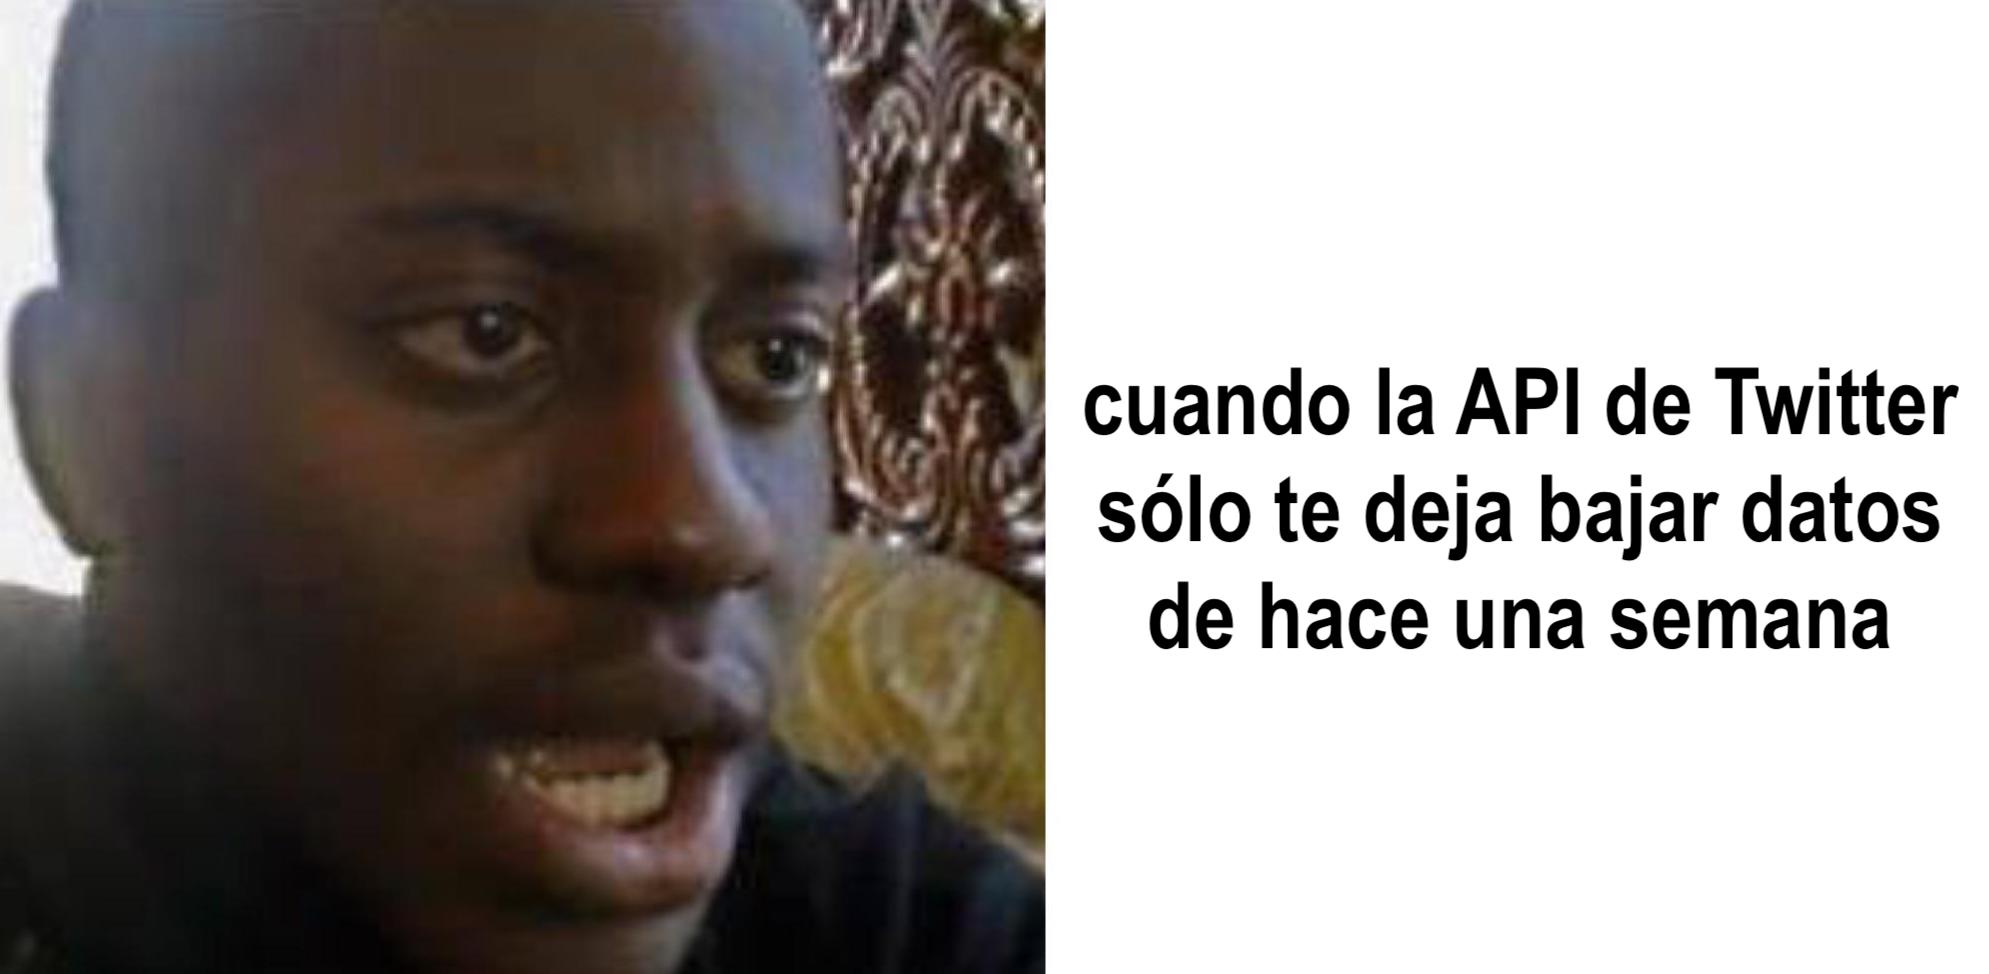 cuando la API de Twitter
sólo te deja bajar datos
de hace una semana